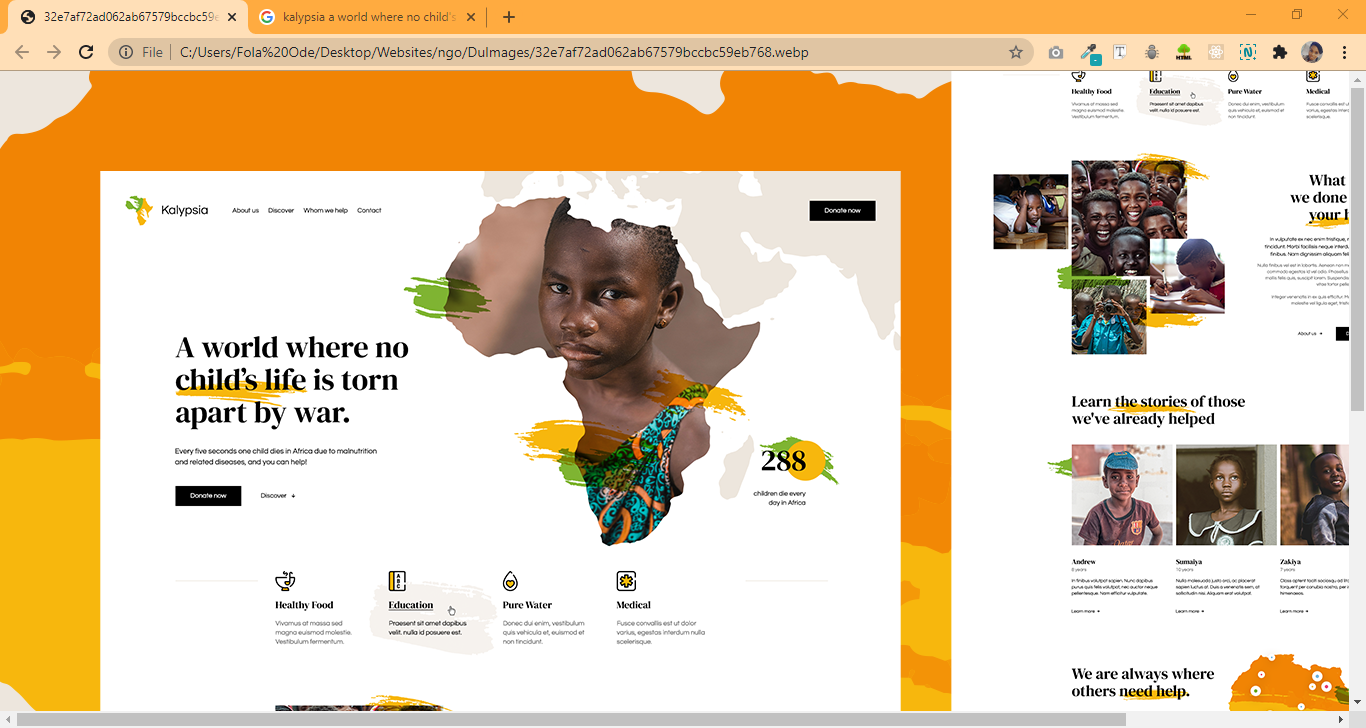 32e7af72ad062ab67579bccbc59e
kalypsia a world where no child's
File
C:/Users/Fola%20Ode/Desktop/Websites/ngo/DuImages/32e7af72ad062ab67579bccbc59eb768.webp
Kalypsia
About us
Discover
Whom we help
Contact
Donate now
A world where no
child's life is torn
apart by war.
Every five seconds one child dies in Africa due to malnutrition
and related diseases, and you can help!
Donate now
Discover
288
children die every
day in Africa
Healthy Food
Vivamus at massa sed
magna euismod molestie.
Vestibulum fermentum.
ABC
Education
Praesent sit amet dapibus
velit. nulla id posuere est.
Pure Water
Donec dui enim, vestibulum
quis vehicula et, euismod et
non tincidunt.
Medical
Fusce convallis est ut dolor
varius, egestas interdum nulla
scelerisque.
Healthy Food
Vivamus at massa sed
magna euismod molestie.
Vestibulum fermentum.
Education
Praesent sit amet dapibus
velit. nulla id posuere est.
Pure Water
Donec dui enim, vestibulum
quis vehicula et, euismod et
non tincidunt.
Medical
Fusce convallis est ut
varius, egestas interdum
scelerisque.
What
we done
your
About us
Learn the stories of those
we've already helped
Andrew
8 years
Learn more
Sumaiya
10 years
Learn more
Zakiya
7 years
Learn more
We are always where
others need help.